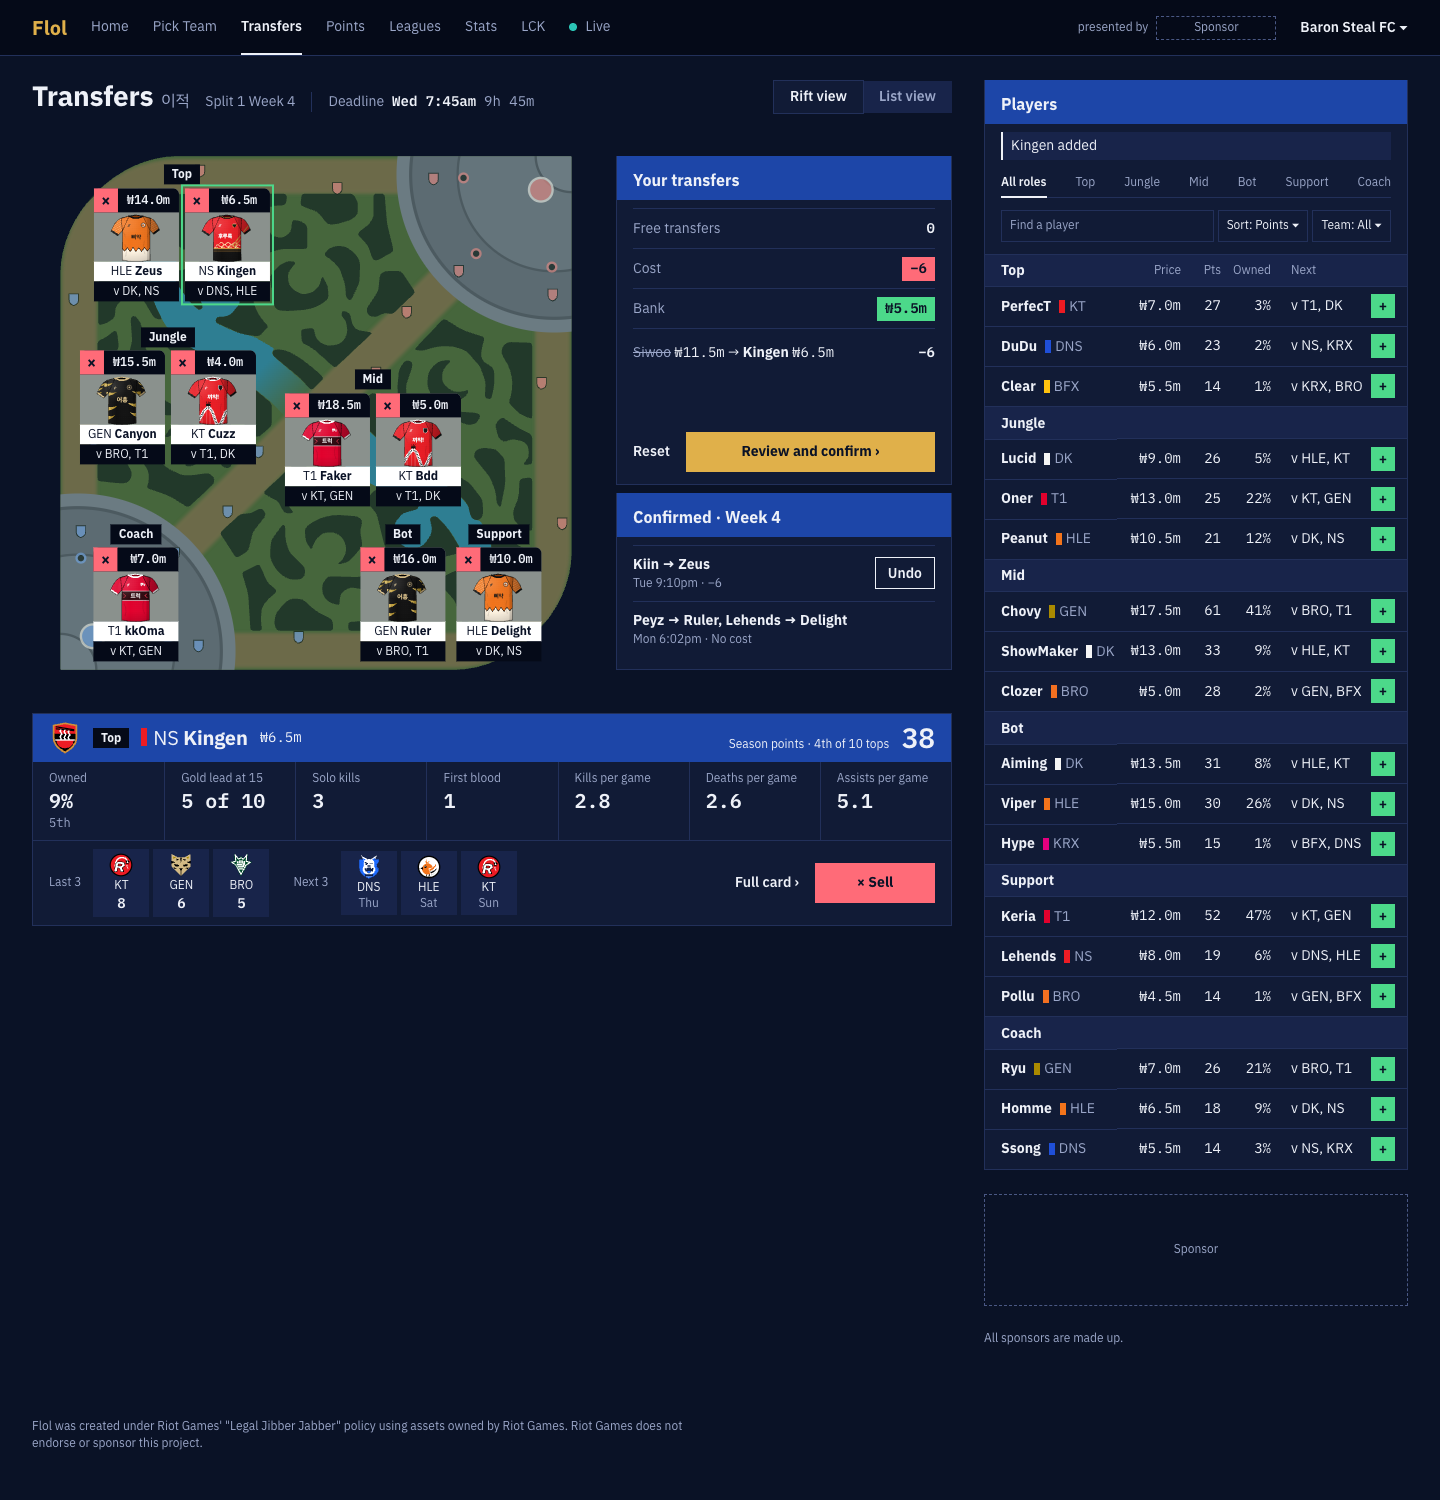 Flol Home Pick Team Transfers Points Leagues Stats LCK Live presented by Sponsor Baron Steal FC
Transfers 이적 Split 1 Week 4 Deadline Wed 7:45am 9h 45m
Rift view List view
Top
× ₩14.0m × ₩6.5m
HLE Zeus NS Kingen
v DK, NS v DNS, HLE
Jungle
× ₩15.5m × ₩4.0m
GEN Canyon KT Cuzz
v BRO, T1 v T1, DK
Mid
× ₩18.5m × ₩5.0m
T1 Faker KT Bdd
v KT, GEN v T1, DK
Coach
× ₩7.0m
T1 kkOma
v KT, GEN
Bot Support
× ₩16.0m × ₩10.0m
GEN Ruler HLE Delight
v BRO, T1 v DK, NS
Your transfers
Free transfers 0
Cost −6
Bank ₩5.5m
Siwoo ₩11.5m → Kingen ₩6.5m −6
Reset Review and confirm ›
Confirmed · Week 4
Kiin → Zeus
Tue 9:10pm · −6
Undo
Peyz → Ruler, Lehends → Delight
Mon 6:02pm · No cost
Top NS Kingen ₩6.5m Season points · 4th of 10 tops 38
Owned Gold lead at 15 Solo kills First blood Kills per game Deaths per game Assists per game
9% 5 of 10 3 1 2.8 2.6 5.1
5th
Last 3 KT GEN BRO Next 3 DNS HLE KT
8 6 5 Thu Sat Sun
Full card › × Sell
Players
Kingen added
All roles Top Jungle Mid Bot Support Coach
Find a player Sort: Points Team: All
Top Price Pts Owned Next
PerfecT KT ₩7.0m 27 3% v T1, DK +
DuDu DNS ₩6.0m 23 2% v NS, KRX +
Clear BFX ₩5.5m 14 1% v KRX, BRO +
Jungle
Lucid DK ₩9.0m 26 5% v HLE, KT +
Oner T1 ₩13.0m 25 22% v KT, GEN +
Peanut HLE ₩10.5m 21 12% v DK, NS +
Mid
Chovy GEN ₩17.5m 61 41% v BRO, T1 +
ShowMaker DK ₩13.0m 33 9% v HLE, KT +
Clozer BRO ₩5.0m 28 2% v GEN, BFX +
Bot
Aiming DK ₩13.5m 31 8% v HLE, KT +
Viper HLE ₩15.0m 30 26% v DK, NS +
Hype KRX ₩5.5m 15 1% v BFX, DNS +
Support
Keria T1 ₩12.0m 52 47% v KT, GEN +
Lehends NS ₩8.0m 19 6% v DNS, HLE +
Pollu BRO ₩4.5m 14 1% v GEN, BFX +
Coach
Ryu GEN ₩7.0m 26 21% v BRO, T1 +
Homme HLE ₩6.5m 18 9% v DK, NS +
Ssong DNS ₩5.5m 14 3% v NS, KRX +
Sponsor
All sponsors are made up.
Flol was created under Riot Games' "Legal Jibber Jabber" policy using assets owned by Riot Games. Riot Games does not
endorse or sponsor this project.